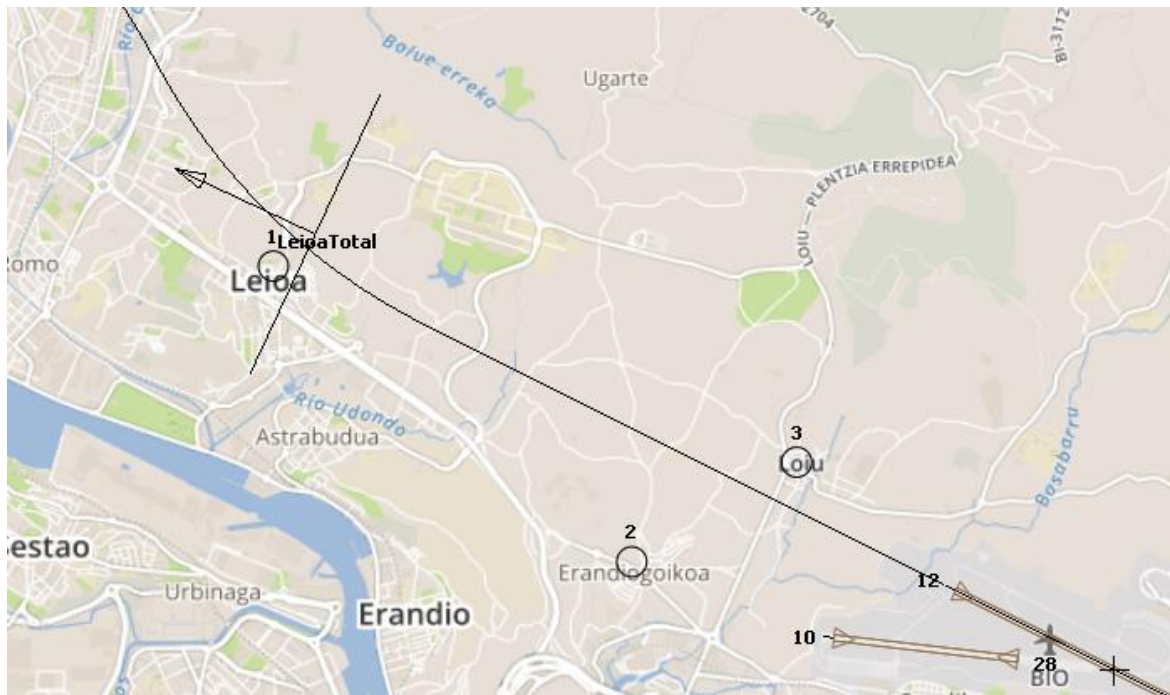 2704
BI-3112
Bolue erreka
Ugarte
LOIU — PLENTZIA ERREPIDEA
1 LeioaTotal
Leioa
Romo
Río Udondo
Astrabudua
3
Loiu
Basabarru
2
Erandiogoikoa
Sestao
Urbinaga
Erandio
12
10
28
BIO